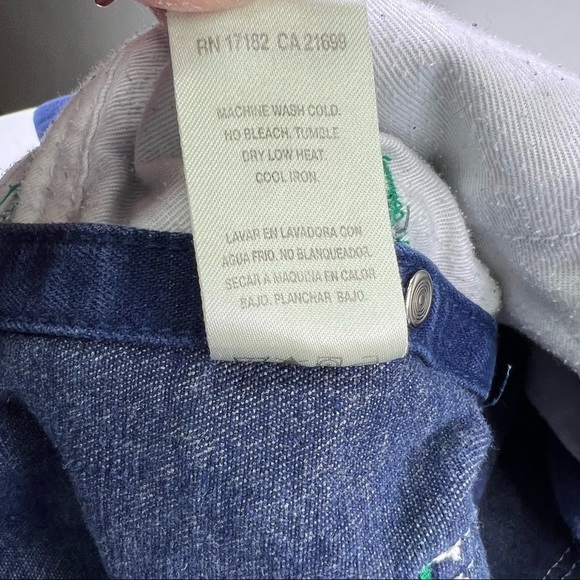 RN 17182 CA 21699
MACHINE WASH COLD.
NO BLEACH. TUMBLE
DRY LOW HEAT.
COOL IRON.
LAVAR EN LAVADORA CON
AGUA FRIO. NO BLANQUEADOR.
SECAR A MAQUINA EN CALOR
BAJO. PLANCHAR BAJO.